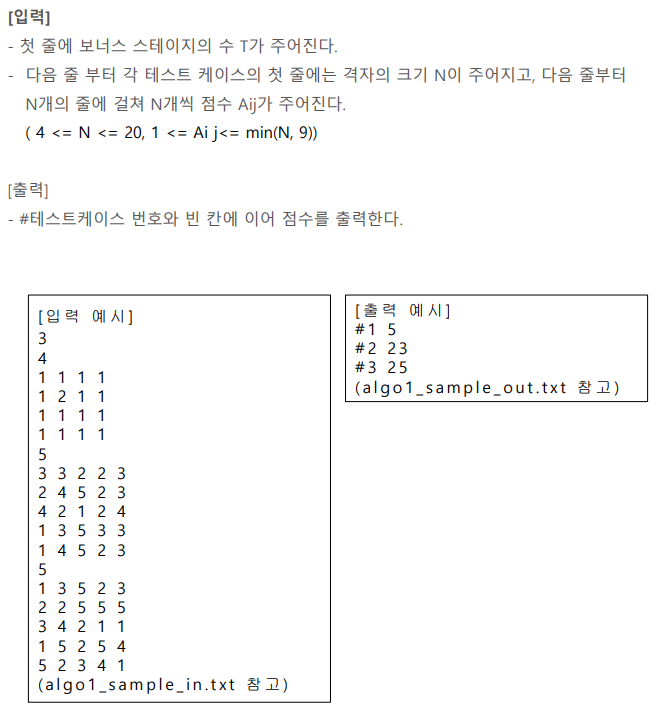 [입력]
- 첫 줄에 보너스 스테이지의 수 T가 주어진다.
- 다음 줄 부터 각 테스트 케이스의 첫 줄에는 격자의 크기 N이 주어지고, 다음 줄부터
N개의 줄에 걸쳐 N개씩 점수 Aij가 주어진다.
( 4 <= N <= 20, 1 <= Ai j<= min(N, 9))
[출력]
- #테스트케이스 번호와 빈 칸에 이어 점수를 출력한다.
[입력 예시]
3
4
1 1 1 1
1 2 1 1
1 1 1 1
1 1 1 1
5
3 3 2 2 3
2 4 5 2 3
4 2 1 2 4
1 3 5 3 3
1 4 5 2 3
5
1 3 5 2 3
2 2 5 5 5
3 4 2 1 1
1 5 2 5 4
5 2 3 4 1
(algo1_sample_in.txt 참고)
[출력 예시]
#1 5
#2 23
#3 25
(algo1_sample_out.txt 참고)